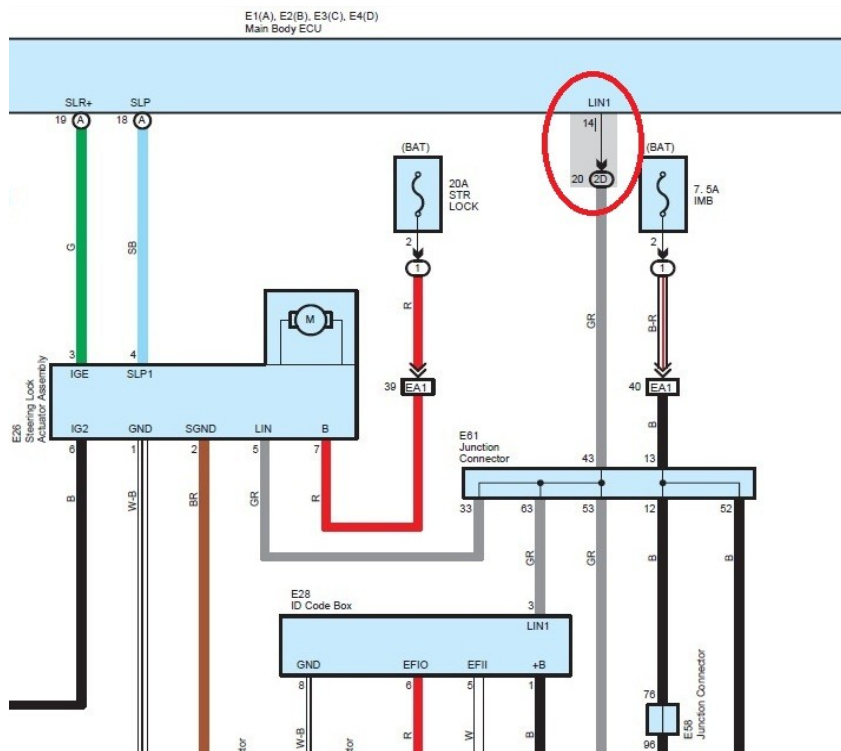 E1(A), E2(B), E3(C), E4(D)
Main Body ECU
SLR+
SLP
LIN1
19
A
18
A
14
(BAT)
(BAT)
20A
STR
LOCK
20
2D
7. 5A
IMB
2
2
1
1
G
SB
R
GR
B-R
M
3
4
39
EA1
40
EA1
IGE
SLP1
E26
Steering Lock
Actuator Assembly
IG2
GND
SGND
LIN
B
B
E61
Junction
Connector
43
13
6
1
2
5
7
33
63
53
12
52
B
W-B
BR
GR
R
GR
GR
B
B
E28
ID Code Box
3
LIN1
GND
EFIO
EFII
+B
8
6
5
1
76
E58
Junction Connector
96
W-B
R
W
B
ctor
ctor